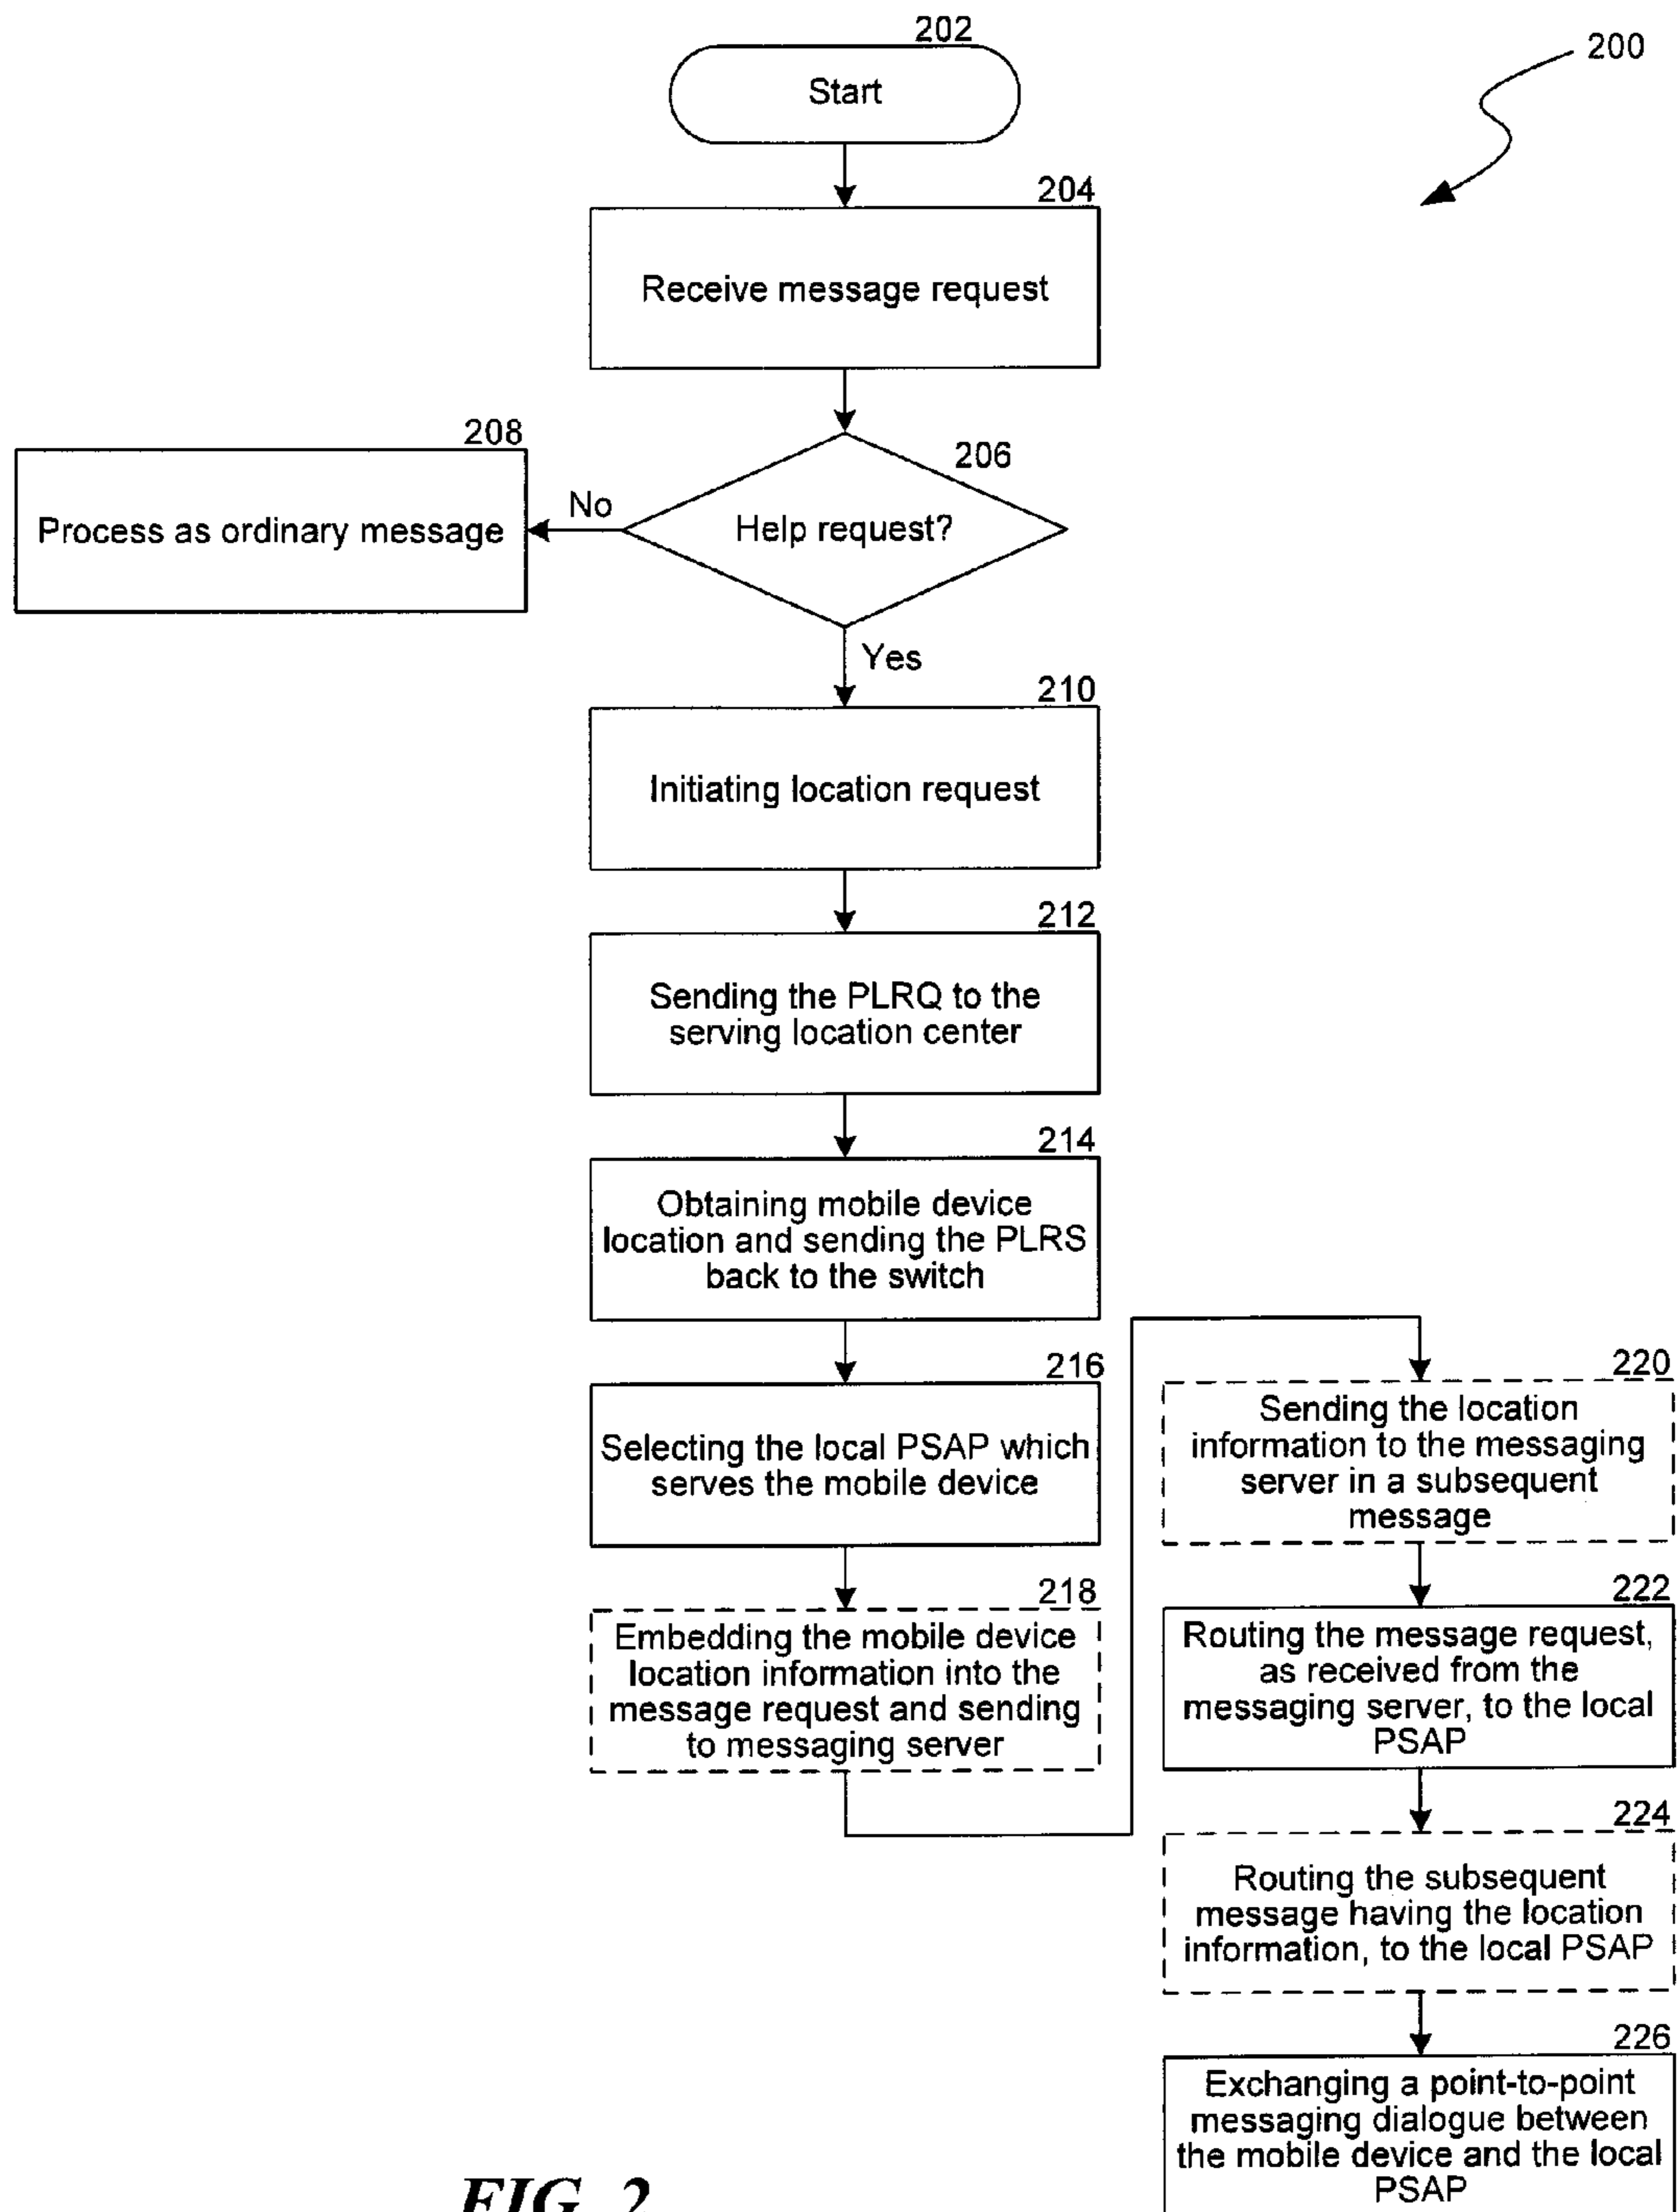 202
Start
200
204
Receive message request
206
Help request?
No
208
Process as ordinary message
Yes
210
Initiating location request
212
Sending the PLRQ to the
serving location center
214
Obtaining mobile device
location and sending the PLRS
back to the switch
216
Selecting the local PSAP which
serves the mobile device
218
Embedding the mobile device
location information into the
message request and sending
to messaging server
220
Sending the location
information to the messaging
server in a subsequent
message
222
Routing the message request,
as received from the
messaging server, to the local
PSAP
224
Routing the subsequent
message having the location
information, to the local PSAP
226
Exchanging a point-to-point
messaging dialogue between
the mobile device and the local
PSAP
FIG. 2